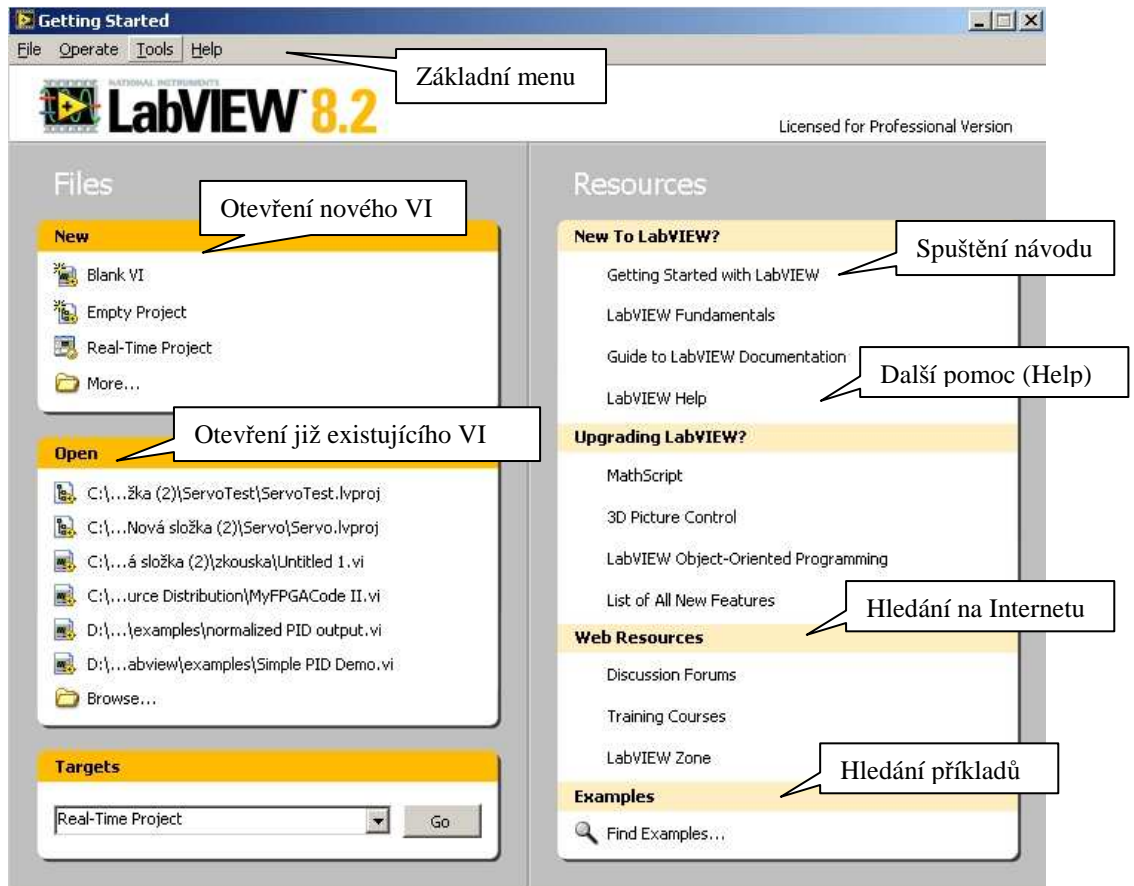 Getting Started
File Operate Tools Help
Základní menu
NATIONAL INSTRUMENTS
LabVIEW™ 8.2
Licensed for Professional Version
Files
Otevření nového VI
New
Blank VI
Empty Project
Real-Time Project
More...
Otevření již existujícího VI
Open
C:\...žka (2)\ServoTest\ServoTest.lvproj
C:\...Nová složka (2)\Servo\Servo.lvproj
C:\...á složka (2)\zkouska\Untitled 1.vi
C:\...urce Distribution\MyFPGACode II.vi
D:\...\examples\normalized PID output.vi
D:\...abview\examples\Simple PID Demo.vi
Browse...
Targets
Real-Time Project
Go
Resources
New To LabVIEW?
Spuštění návodu
Getting Started with LabVIEW
LabVIEW Fundamentals
Guide to LabVIEW Documentation
Další pomoc (Help)
LabVIEW Help
Upgrading LabVIEW?
MathScript
3D Picture Control
LabVIEW Object-Oriented Programming
List of All New Features
Hledání na Internetu
Web Resources
Discussion Forums
Training Courses
LabVIEW Zone
Hledání příkladů
Examples
Find Examples...